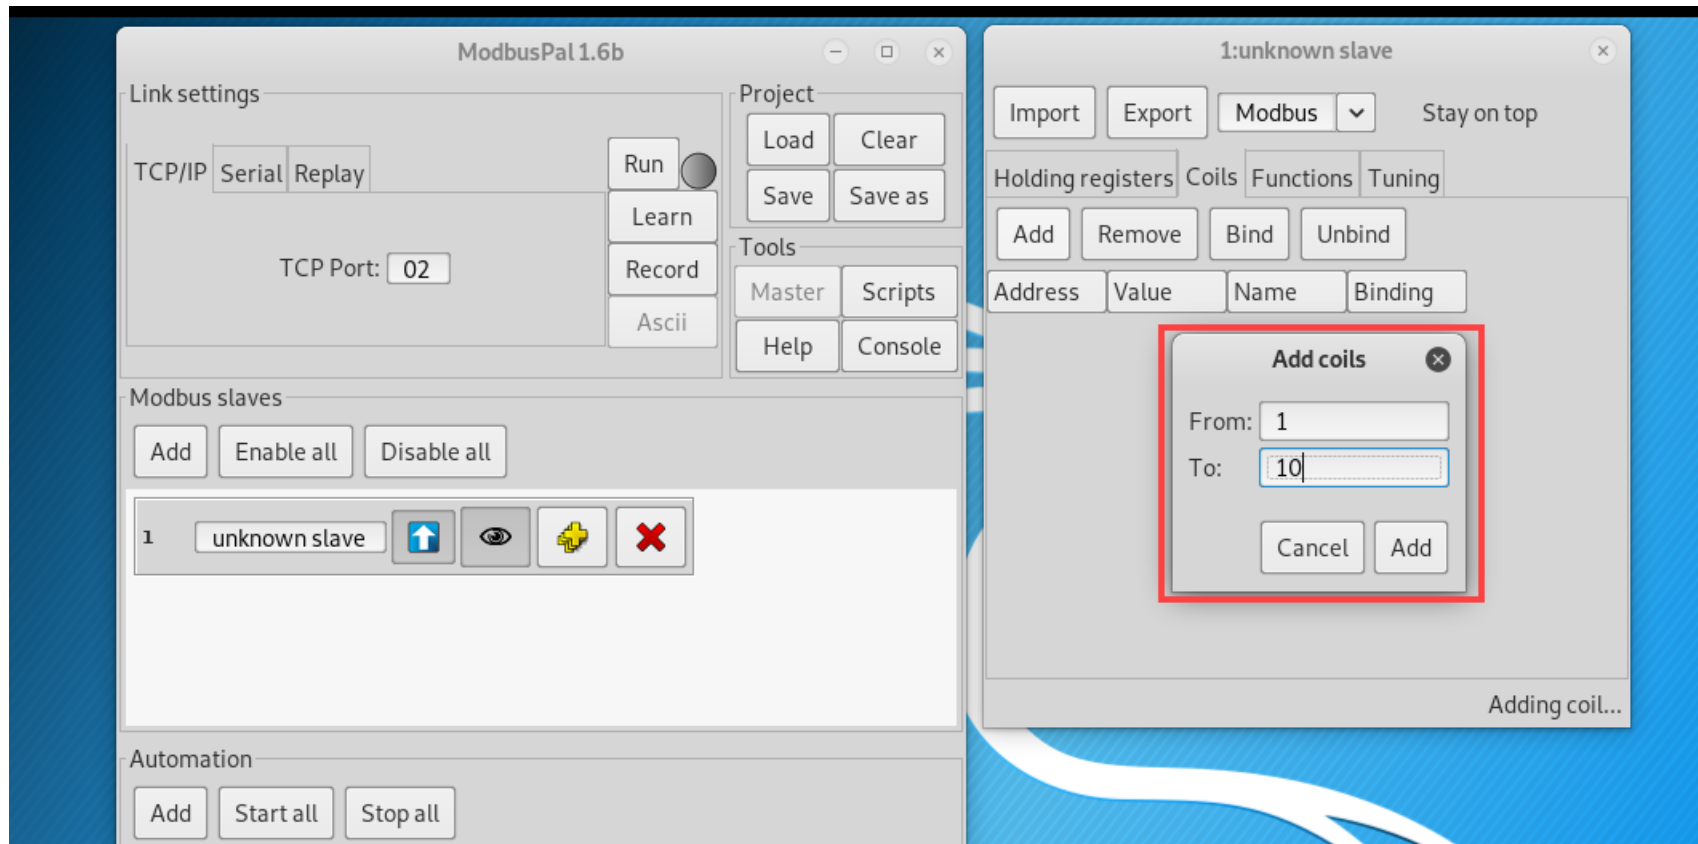 ModbusPal 1.6b
Link settings
TCP/IP Serial Replay
TCP Port: 02
Run
Learn
Record
Ascii
Project
Load Clear
Save Save as
Tools
Master Scripts
Help Console
Modbus slaves
Add Enable all Disable all
1 unknown slave
Automation
Add Start all Stop all
1:unknown slave
Import Export Modbus Stay on top
Holding registers Coils Functions Tuning
Add Remove Bind Unbind
Address Value Name Binding
Add coils
From: 1
To: 10
Cancel Add
Adding coil...